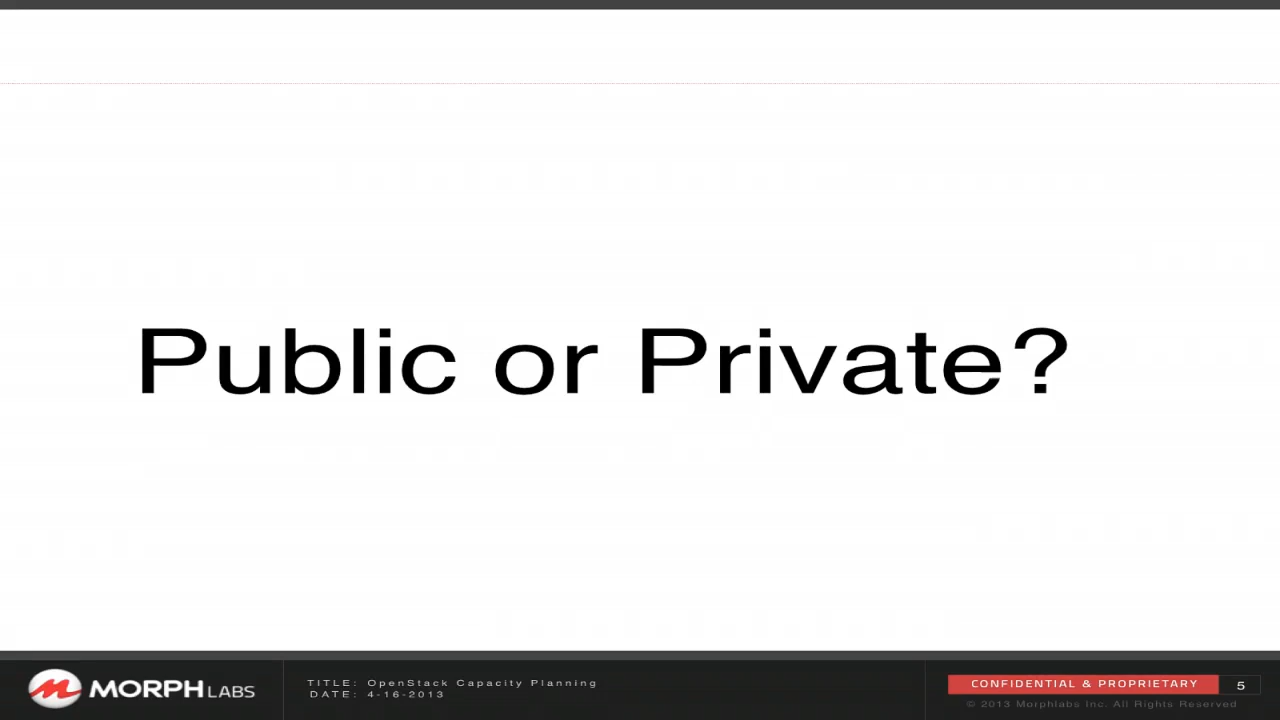 Public or Private?
MORPH LABS
TITLE: OpenStack Capacity Planning
DATE: 4-16-2013
CONFIDENTIAL & PROPRIETARY 5
© 2013 Morphlabs Inc. All Rights Reserved